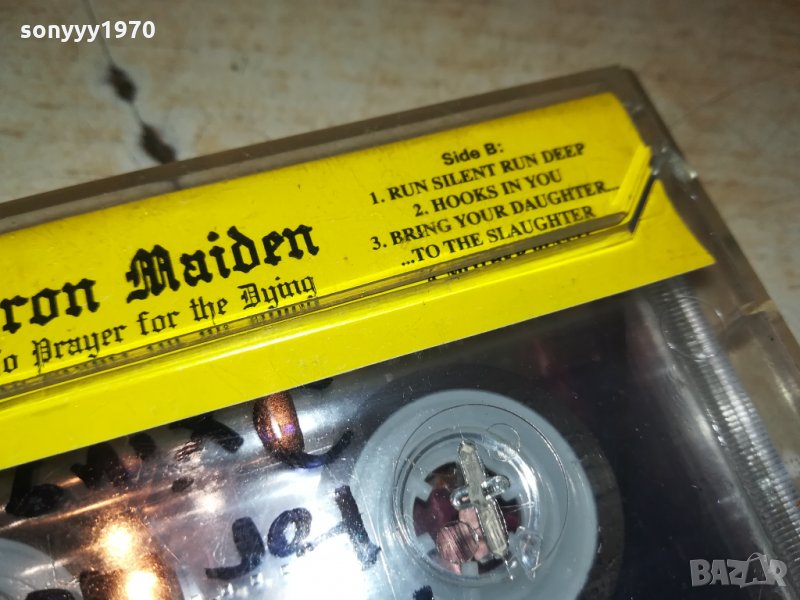 sonyyy1970
Side B:
1. RUN SILENT RUN DEEP
2. HOOKS IN YOU
3. BRING YOUR DAUGHTER...
...TO THE SLAUGHTER
ron Maiden
o Prayer for the Dying
for
BAZAR